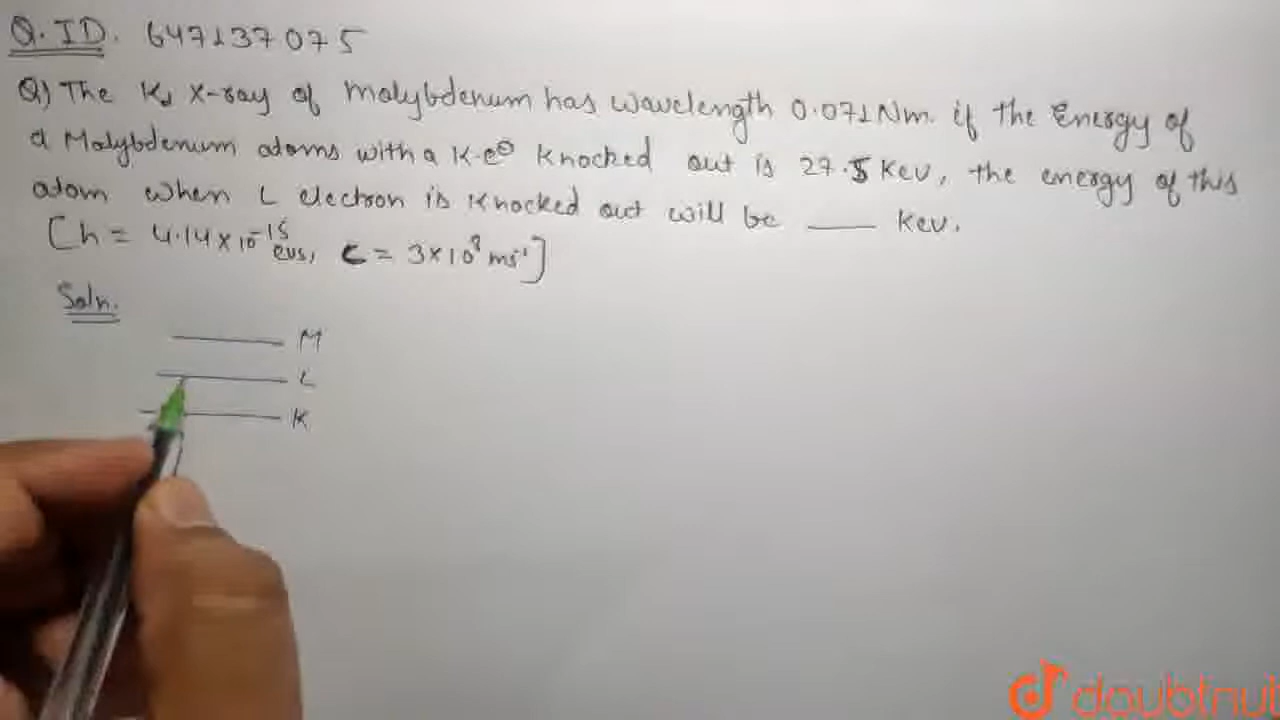 Q.ID. 647137075
Q) The Kα X-ray of Molybdenum has wavelength 0.071 Nm. if the Energy of
a Molybdenum atoms with a K-e⊖ Knocked out is 27.5 Kev, the energy of this
atom when L electron is Knocked out will be ___ Kev.
[h = 4.14×10⁻¹⁵ evs, c = 3×10⁸ ms⁻¹]
Soln.
M
L
K
doubtnut